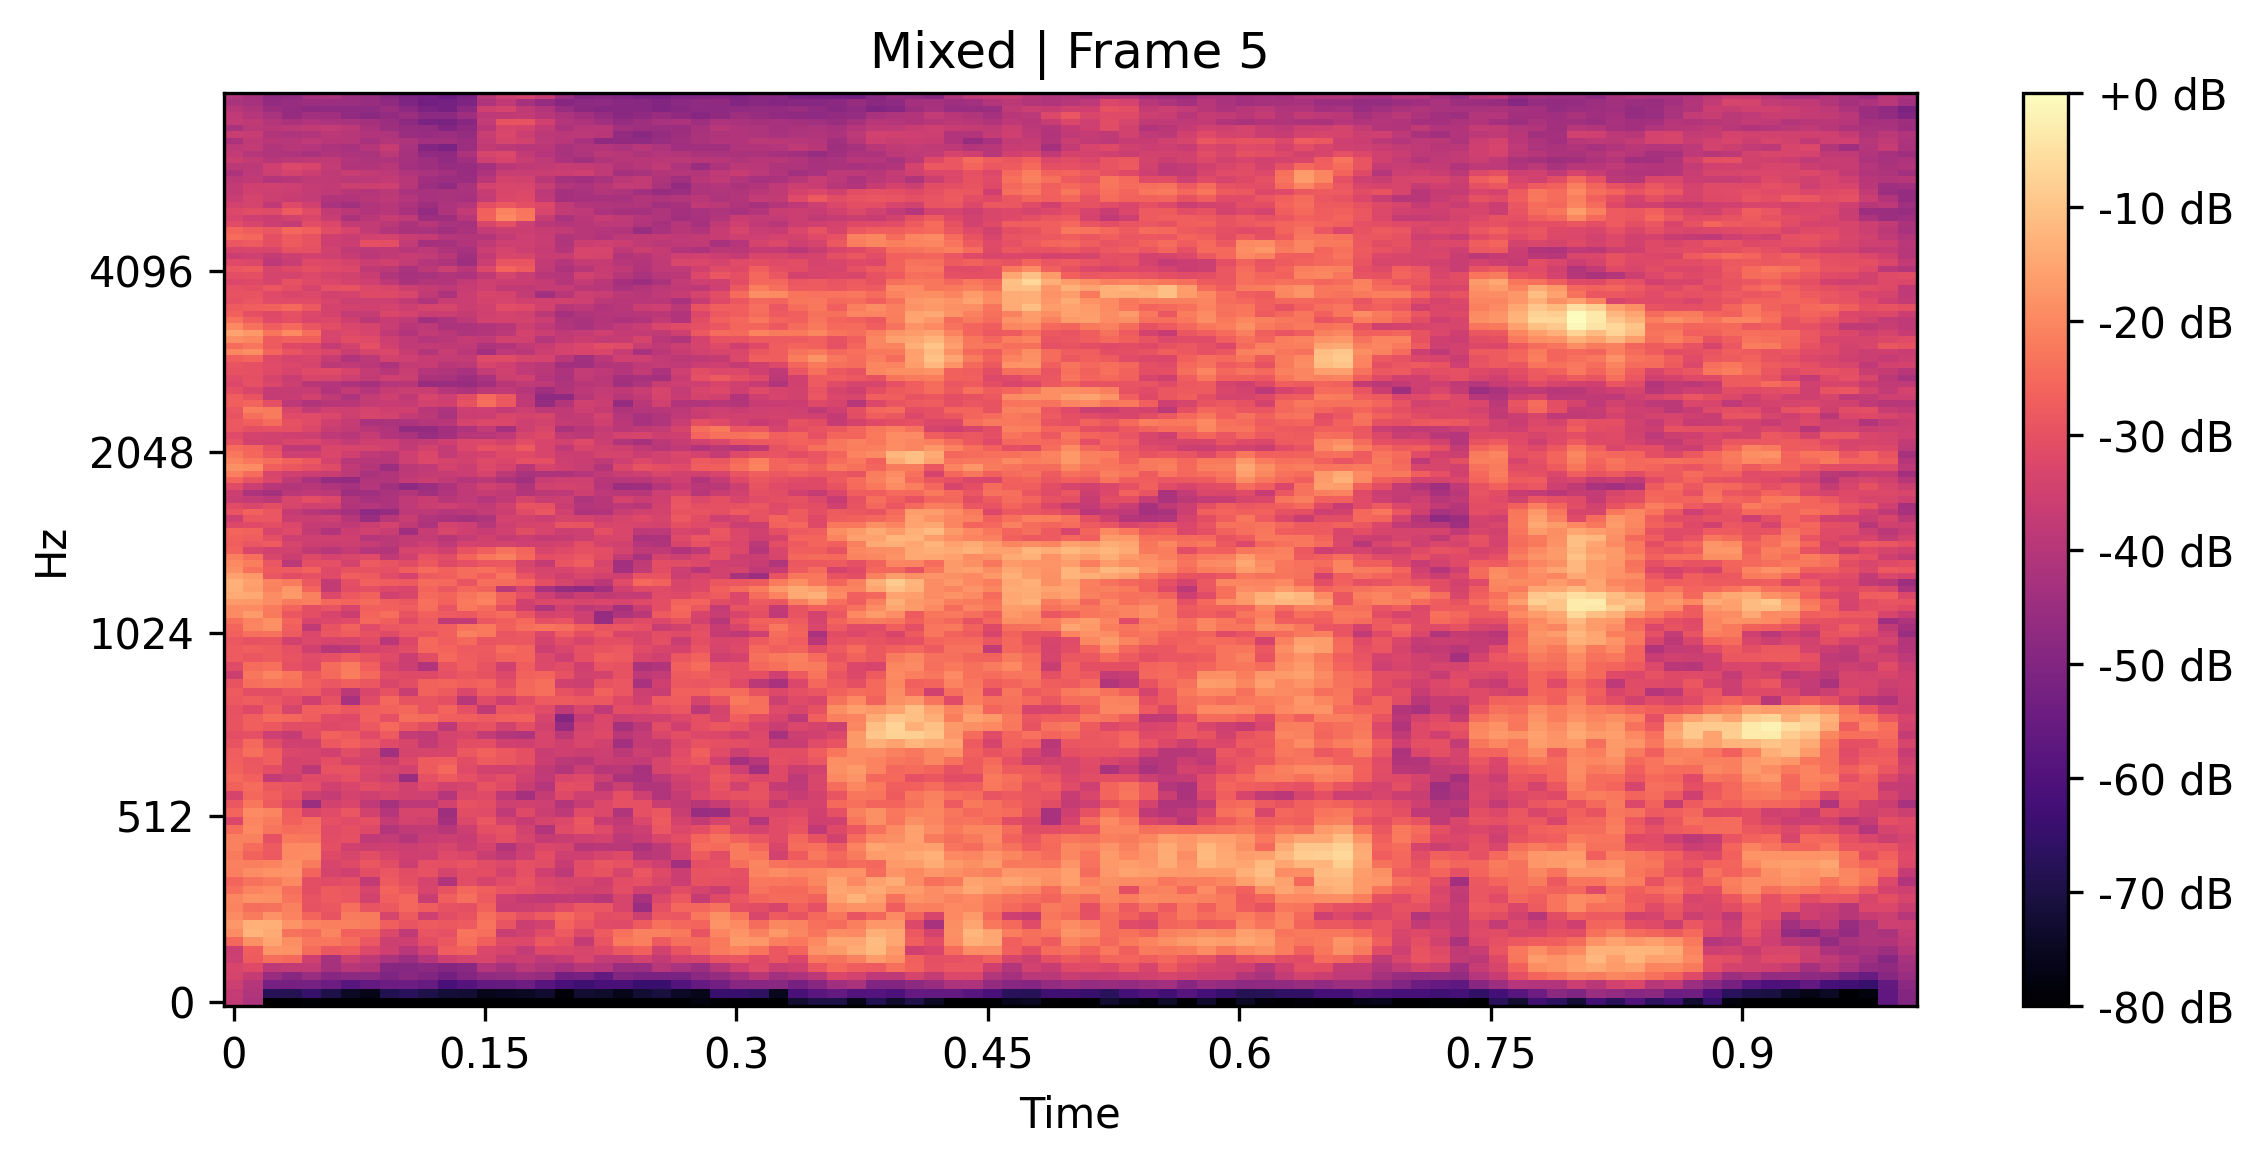 Mixed | Frame 5
+0 dB
-10 dB
-20 dB
-30 dB
-40 dB
-50 dB
-60 dB
-70 dB
-80 dB
Hz
4096
2048
1024
512
0
0 0.15 0.3 0.45 0.6 0.75 0.9
Time